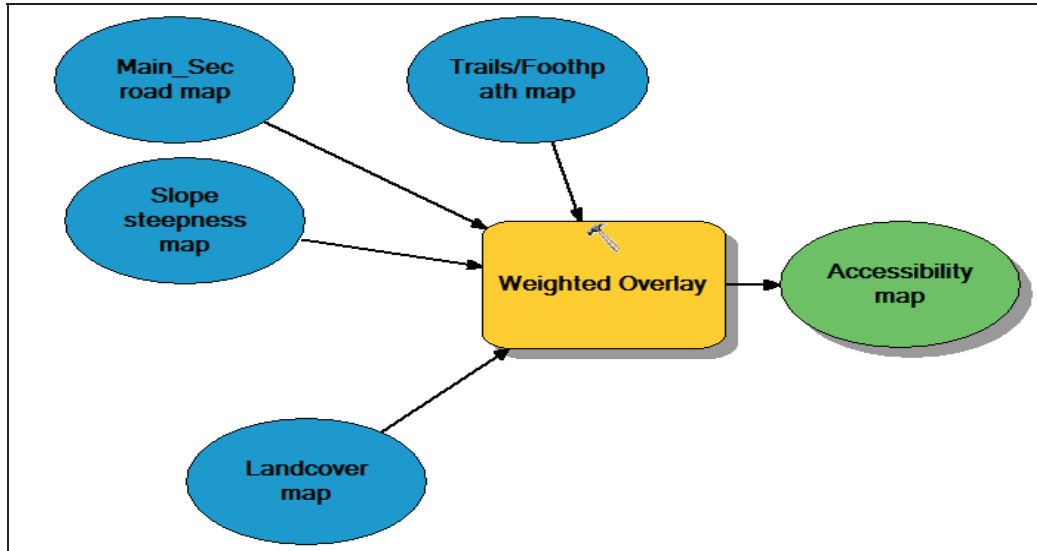 Main_Sec
road map
Trails/Foothp
ath map
Slope
steepness
map
Weighted Overlay
Accessibility
map
Landcover
map